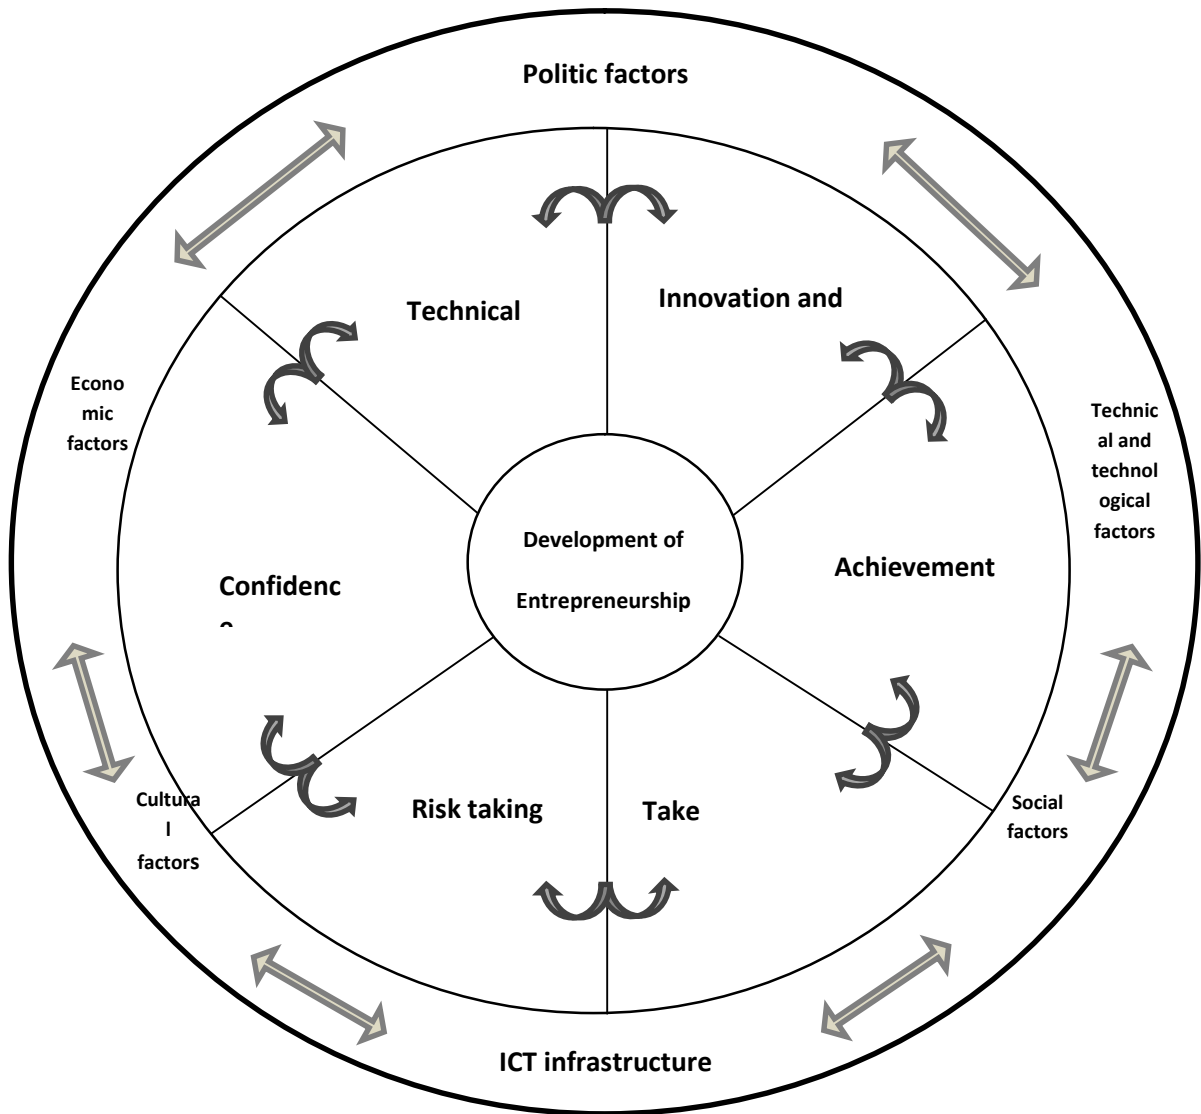 Politic factors
Technical
Innovation and
Econo
mic
factors
Technic
al and
technol
ogical
factors
Development of
Entrepreneurship
Achievement
Confidenc
Cultura
l
factors
Risk taking
Take
Social
factors
ICT infrastructure